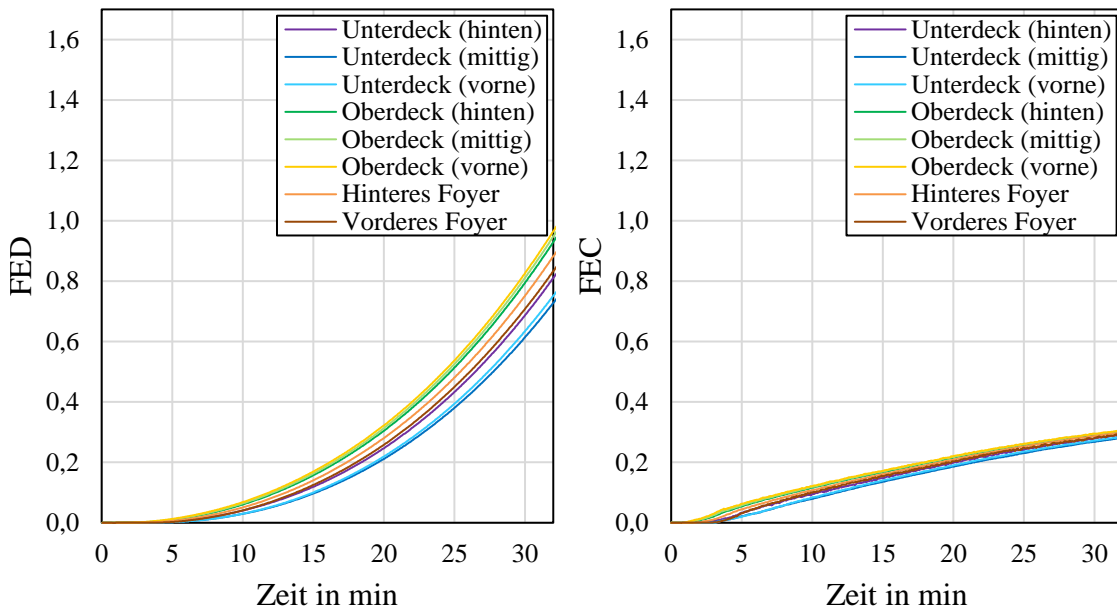 1,6
1,4
1,2
1,0
0,8
0,6
0,4
0,2
0,0
FED
Unterdeck (hinten)
Unterdeck (mittig)
Unterdeck (vorne)
Oberdeck (hinten)
Oberdeck (mittig)
Oberdeck (vorne)
Hinteres Foyer
Vorderes Foyer
0 5 10 15 20 25 30
Zeit in min
1,6
1,4
1,2
1,0
0,8
0,6
0,4
0,2
0,0
FEC
Unterdeck (hinten)
Unterdeck (mittig)
Unterdeck (vorne)
Oberdeck (hinten)
Oberdeck (mittig)
Oberdeck (vorne)
Hinteres Foyer
Vorderes Foyer
0 5 10 15 20 25 30
Zeit in min